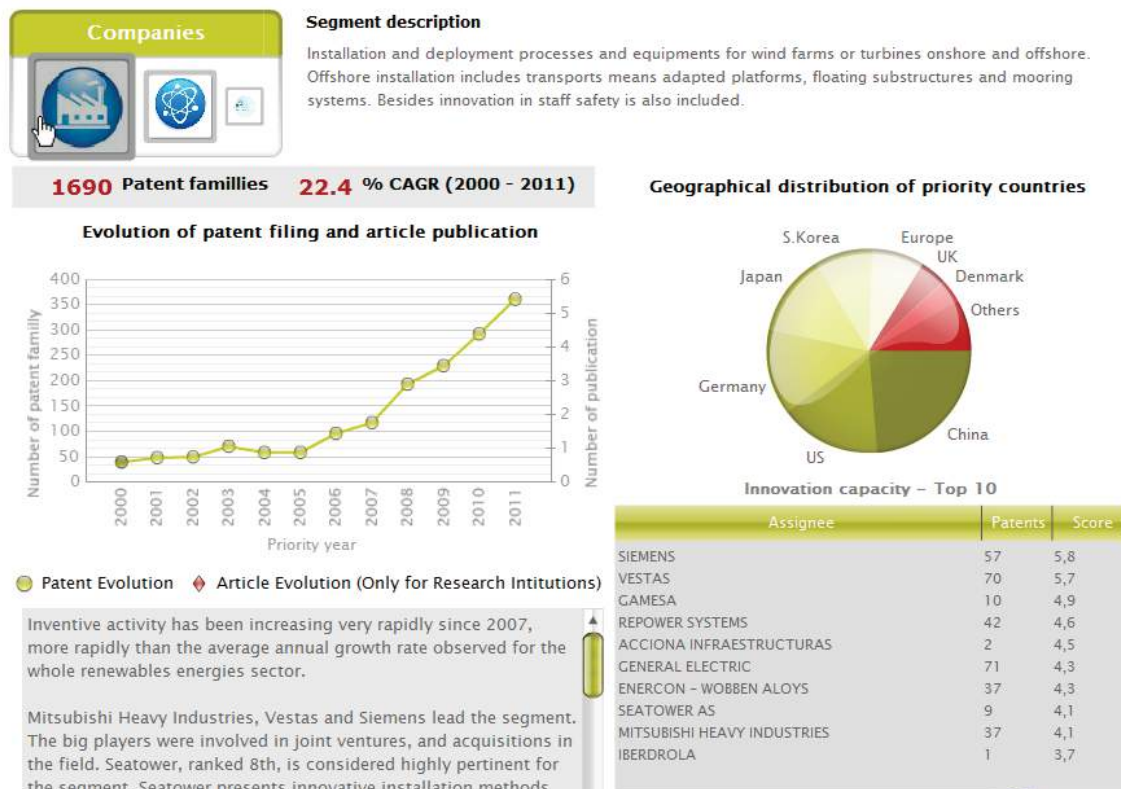 Companies
Segment description
Installation and deployment processes and equipments for wind farms or turbines onshore and offshore.
Offshore installation includes transports means adapted platforms, floating substructures and mooring
systems. Besides innovation in staff safety is also included.
1690 Patent famillies 22.4 % CAGR (2000 - 2011)
Evolution of patent filing and article publication
Number of patent familly
400
350
300
250
200
150
100
50
0
6
5
4
3
2
1
0
Number of publication
2000 2001 2002 2003 2004 2005 2006 2007 2008 2009 2010 2011
Priority year
Patent Evolution Article Evolution (Only for Research Intitutions)
Inventive activity has been increasing very rapidly since 2007,
more rapidly than the average annual growth rate observed for the
whole renewables energies sector.
Mitsubishi Heavy Industries, Vestas and Siemens lead the segment.
The big players were involved in joint ventures, and acquisitions in
the field. Seatower, ranked 8th, is considered highly pertinent for
the segment. Seatower presents innovative installation methods
Geographical distribution of priority countries
S.Korea
Europe
UK
Japan
Denmark
Others
Germany
China
US
Innovation capacity - Top 10
Assignee Patents Score
SIEMENS 57 5,8
VESTAS 70 5,7
GAMESA 10 4,9
REPOWER SYSTEMS 42 4,6
ACCIONA INFRAESTRUCTURAS 2 4,5
GENERAL ELECTRIC 71 4,3
ENERCON - WOBBEN ALOYS 37 4,3
SEATOWER AS 9 4,1
MITSUBISHI HEAVY INDUSTRIES 37 4,1
IBERDROLA 1 3,7